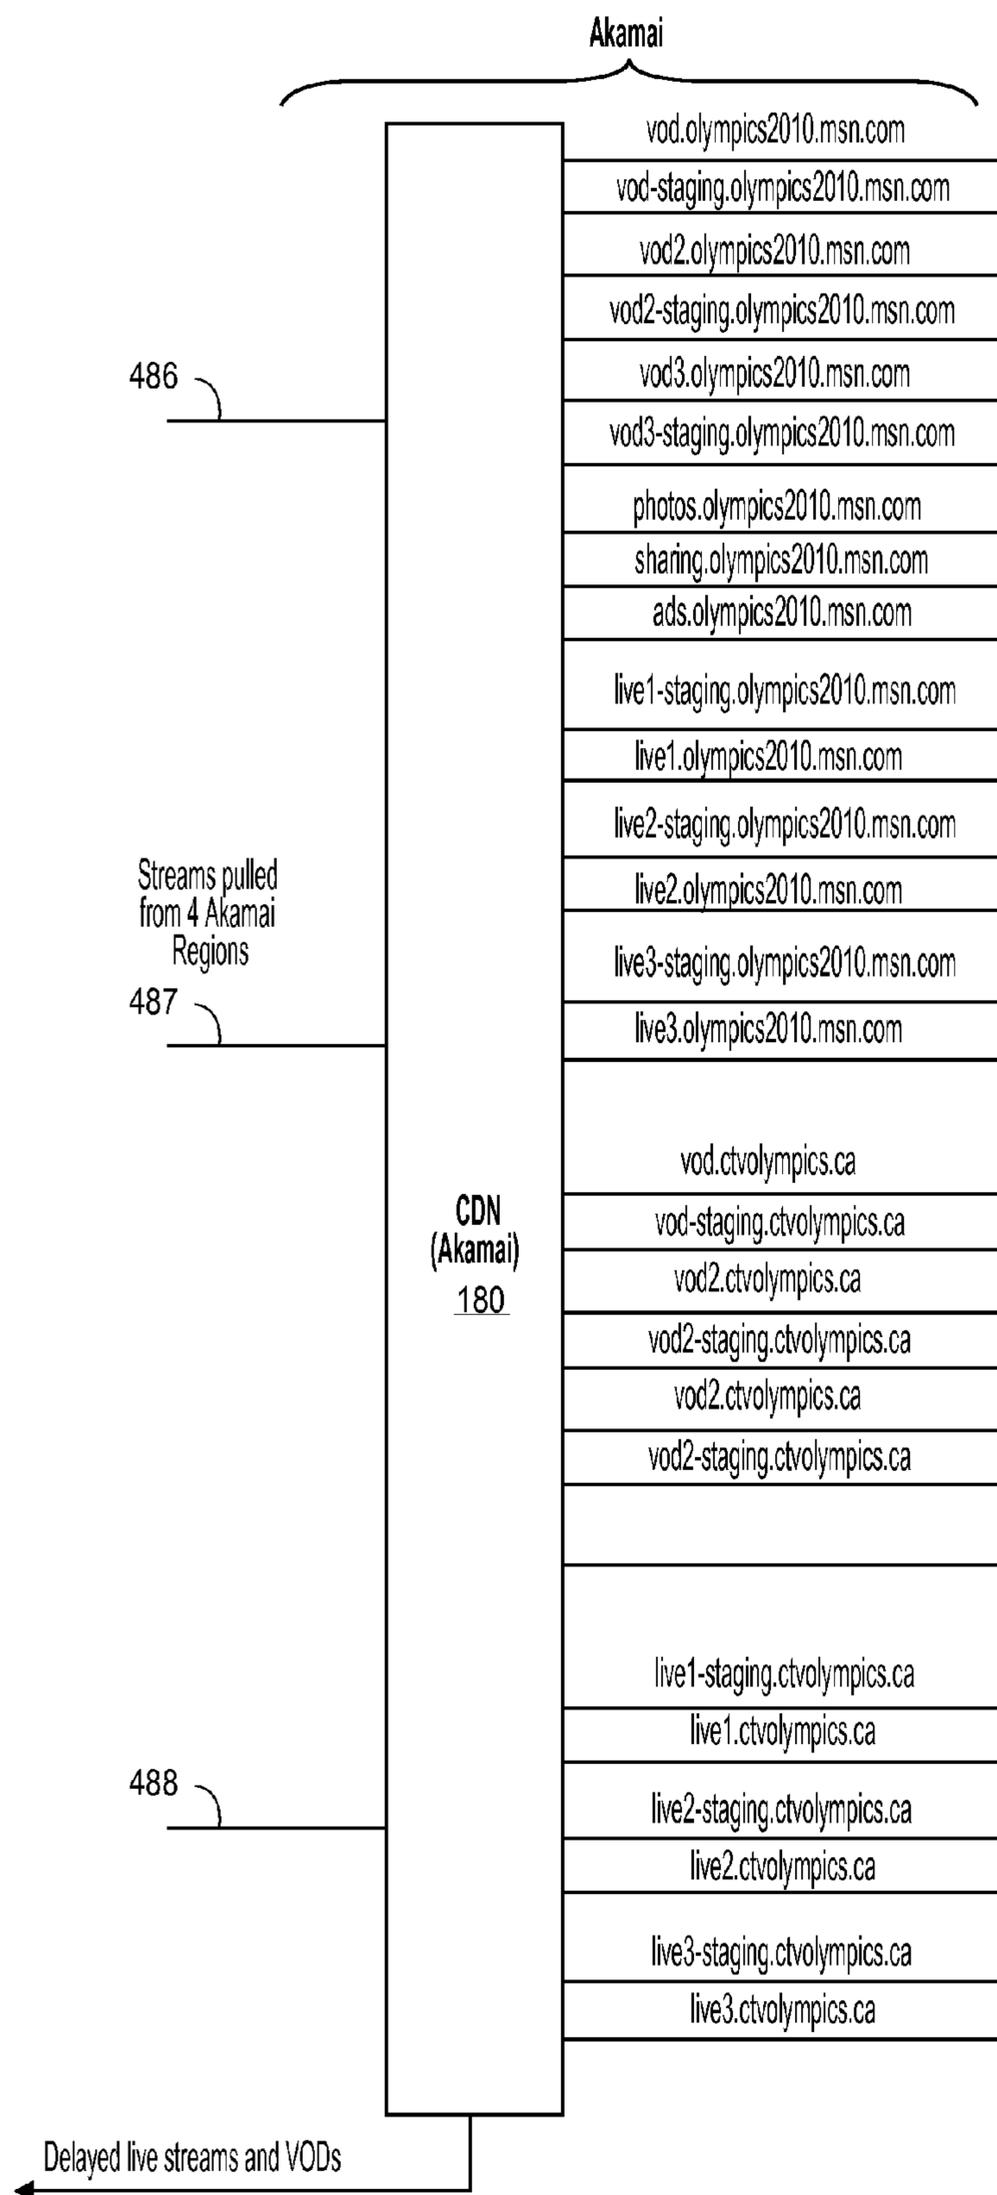 Akamai
vod.olympics2010.msn.com
vod-staging.olympics2010.msn.com
vod2.olympics2010.msn.com
vod2-staging.olympics2010.msn.com
486
vod3.olympics2010.msn.com
vod3-staging.olympics2010.msn.com
photos.olympics2010.msn.com
sharing.olympics2010.msn.com
ads.olympics2010.msn.com
live1-staging.olympics2010.msn.com
live1.olympics2010.msn.com
live2-staging.olympics2010.msn.com
live2.olympics2010.msn.com
Streams pulled
from 4 Akamai
Regions
live3-staging.olympics2010.msn.com
487
live3.olympics2010.msn.com
vod.ctvolympics.ca
CDN
(Akamai)
180
vod-staging.ctvolympics.ca
vod2.ctvolympics.ca
vod2-staging.ctvolympics.ca
vod2.ctvolympics.ca
vod2-staging.ctvolympics.ca
live1-staging.ctvolympics.ca
live1.ctvolympics.ca
488
live2-staging.ctvolympics.ca
live2.ctvolympics.ca
live3-staging.ctvolympics.ca
live3.ctvolympics.ca
Delayed live streams and VODs